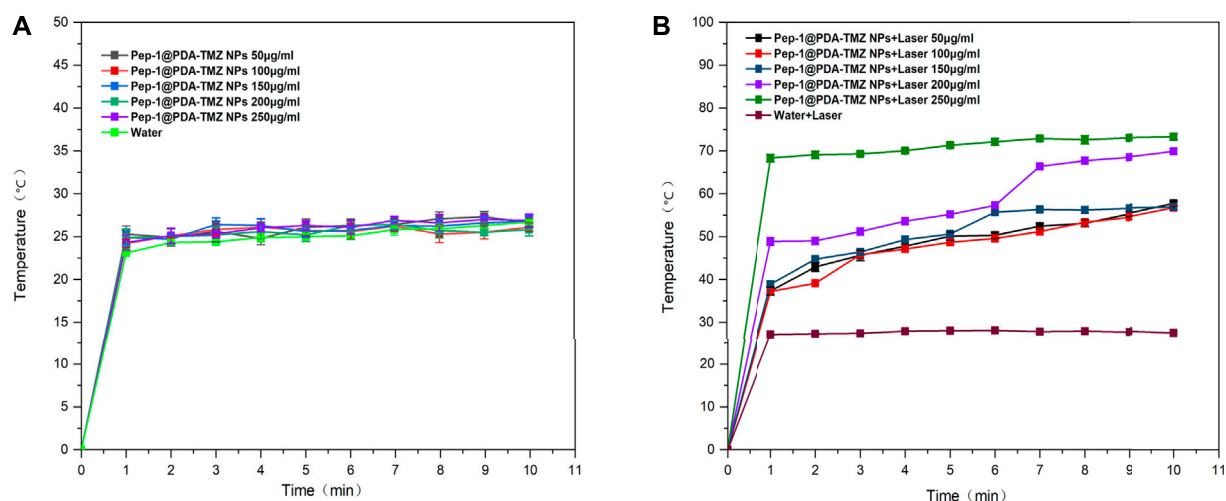 A
Temperature（°C）
50
45
40
35
30
25
20
15
10
5
0
Pep-1@PDA-TMZ NPs 50μg/ml
Pep-1@PDA-TMZ NPs 100μg/ml
Pep-1@PDA-TMZ NPs 150μg/ml
Pep-1@PDA-TMZ NPs 200μg/ml
Pep-1@PDA-TMZ NPs 250μg/ml
Water
0 1 2 3 4 5 6 7 8 9 10 11
Time（min）
B
Temperature（°C）
100
90
80
70
60
50
40
30
20
10
0
Pep-1@PDA-TMZ NPs+Laser 50μg/ml
Pep-1@PDA-TMZ NPs+Laser 100μg/ml
Pep-1@PDA-TMZ NPs+Laser 150μg/ml
Pep-1@PDA-TMZ NPs+Laser 200μg/ml
Pep-1@PDA-TMZ NPs+Laser 250μg/ml
Water+Laser
0 1 2 3 4 5 6 7 8 9 10 11
Time（min）